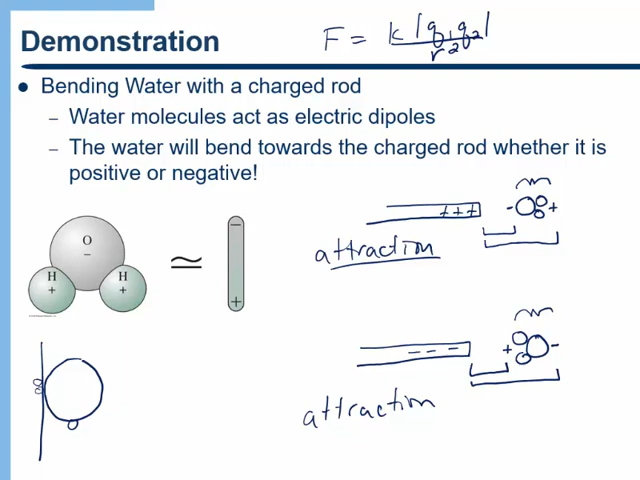 Demonstration
F = k|q₁q₂|
r²
Bending Water with a charged rod
– Water molecules act as electric dipoles
– The water will bend towards the charged rod whether it is
positive or negative!
+++ - +
attraction
O
–
H H
+ +
≃
–
+
– – – + -
attraction